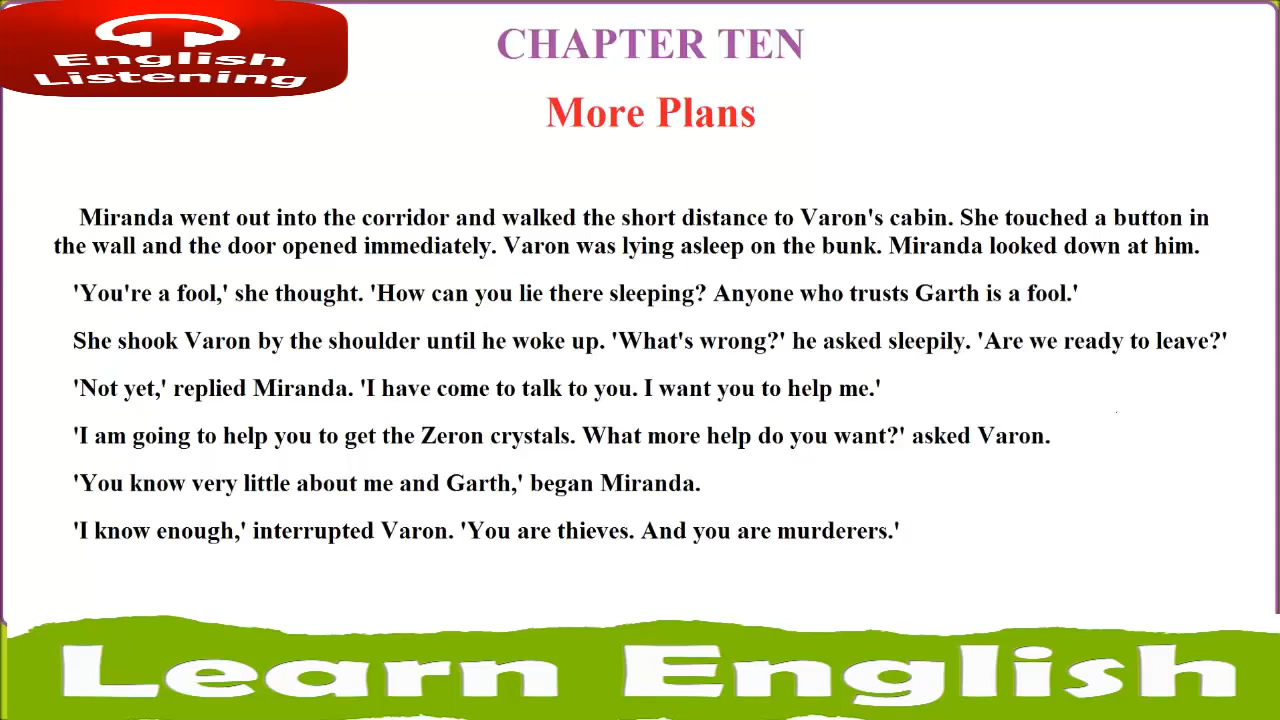 English
Listening
CHAPTER TEN
More Plans
Miranda went out into the corridor and walked the short distance to Varon's cabin. She touched a button in
the wall and the door opened immediately. Varon was lying asleep on the bunk. Miranda looked down at him.
'You're a fool,' she thought. 'How can you lie there sleeping? Anyone who trusts Garth is a fool.'
She shook Varon by the shoulder until he woke up. 'What's wrong?' he asked sleepily. 'Are we ready to leave?'
'Not yet,' replied Miranda. 'I have come to talk to you. I want you to help me.'
'I am going to help you to get the Zeron crystals. What more help do you want?' asked Varon.
'You know very little about me and Garth,' began Miranda.
'I know enough,' interrupted Varon. 'You are thieves. And you are murderers.'
Learn English